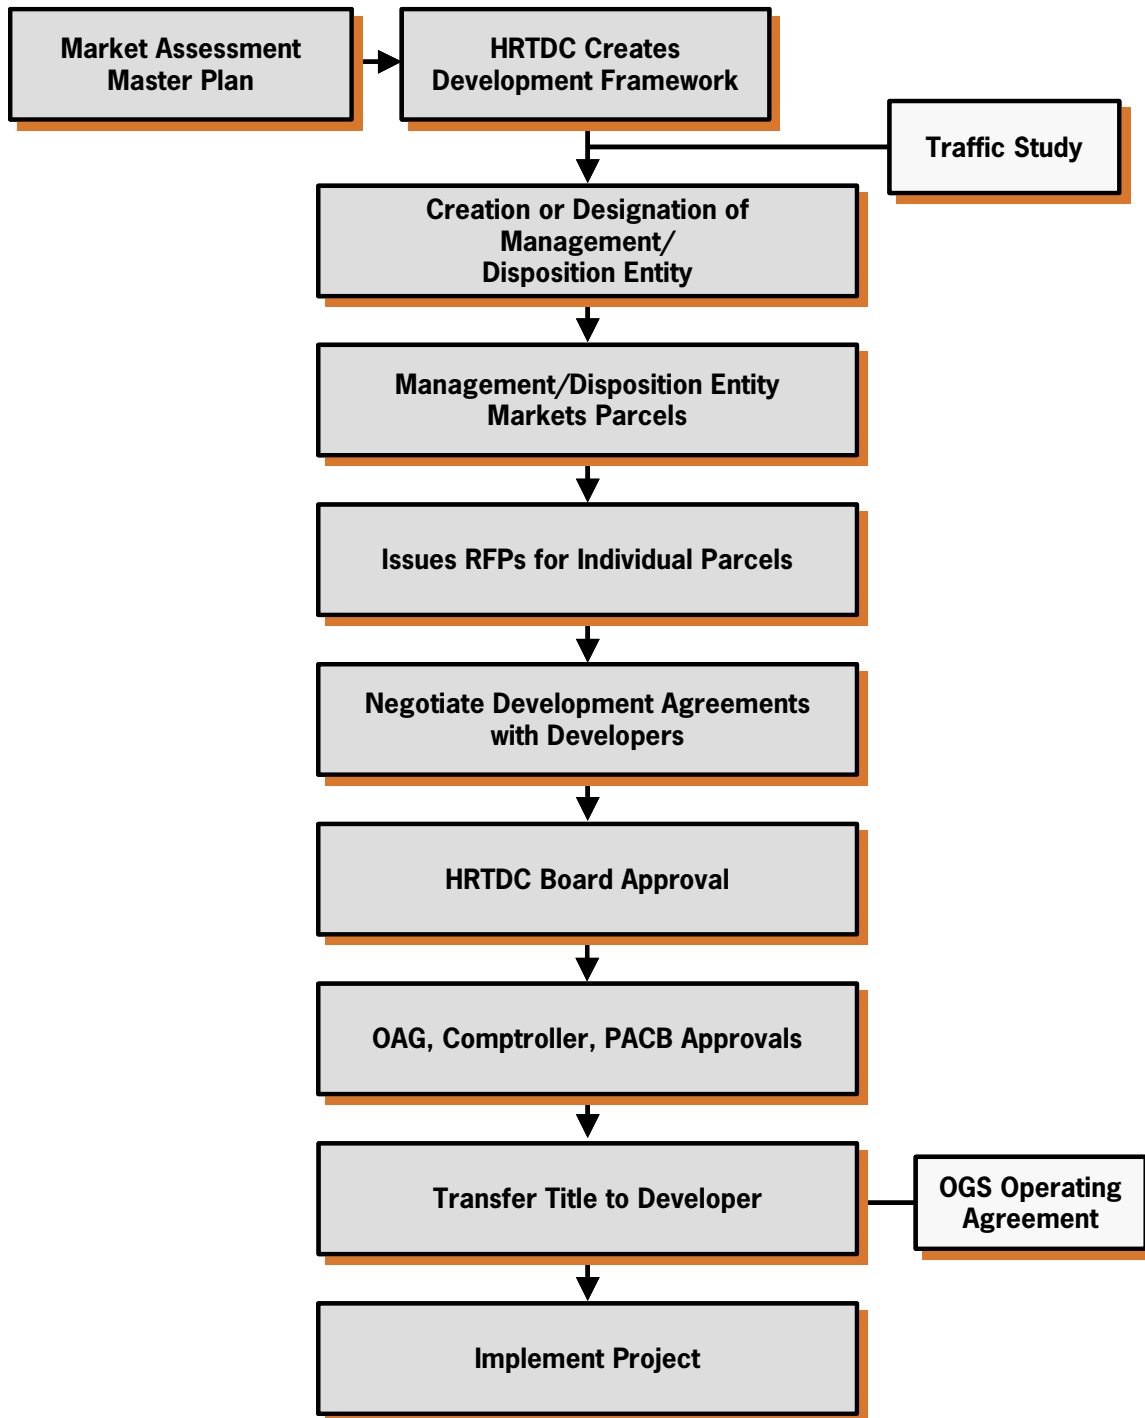 Market Assessment
Master Plan
HRTDC Creates
Development Framework
Traffic Study
Creation or Designation of
Management/
Disposition Entity
Management/Disposition Entity
Markets Parcels
Issues RFPs for Individual Parcels
Negotiate Development Agreements
with Developers
HRTDC Board Approval
OAG, Comptroller, PACB Approvals
Transfer Title to Developer
OGS Operating
Agreement
Implement Project